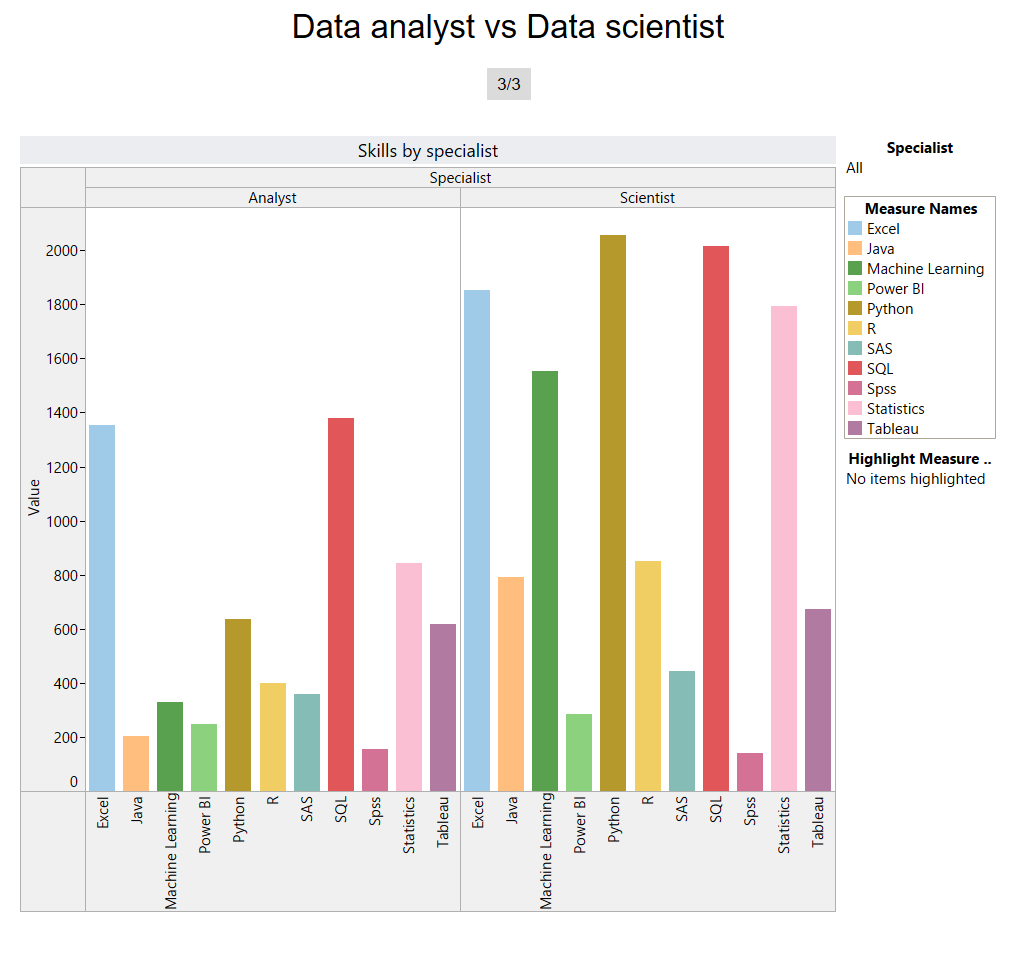 Data analyst vs Data scientist
3/3
Skills by specialist
Specialist
Analyst
Scientist
Value
2000
1800
1600
1400
1200
1000
800
600
400
200
0
Excel
Java
Machine Learning
Power BI
Python
R
SAS
SQL
Spss
Statistics
Tableau
Excel
Java
Machine Learning
Power BI
Python
R
SAS
SQL
Spss
Statistics
Tableau
Specialist
All
Measure Names
Excel
Java
Machine Learning
Power BI
Python
R
SAS
SQL
Spss
Statistics
Tableau
Highlight Measure ..
No items highlighted